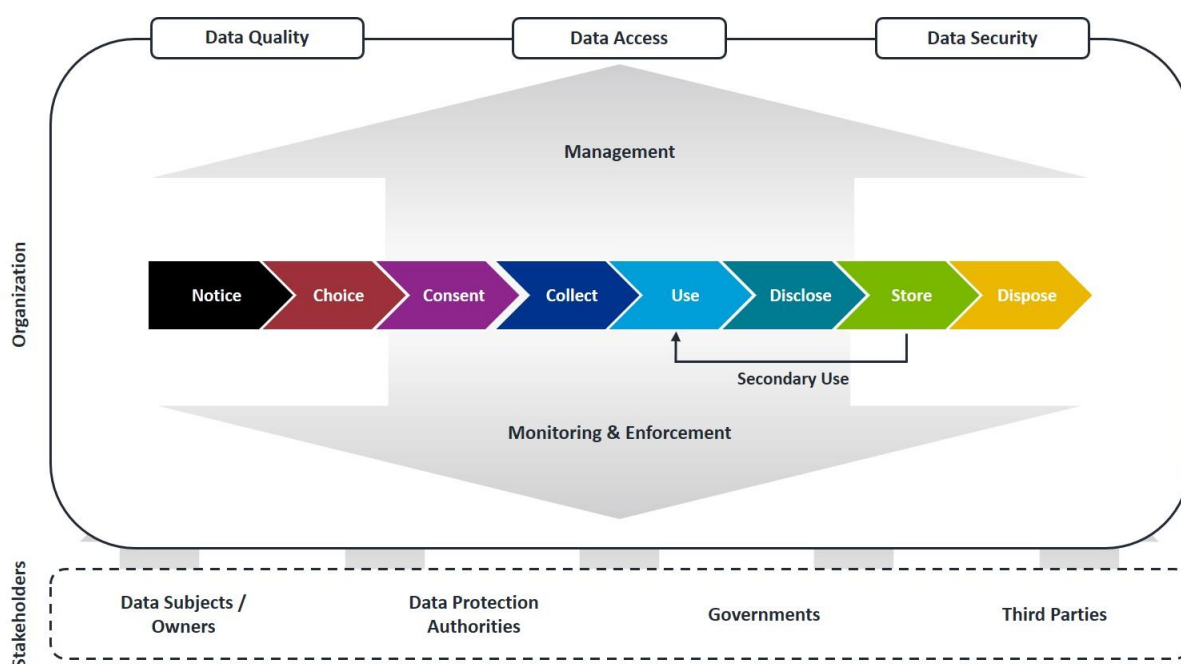 Data Quality
Data Access
Data Security
Management
Organization
Notice
Choice
Consent
Collect
Use
Disclose
Store
Dispose
Secondary Use
Monitoring & Enforcement
Stakeholders
Data Subjects /
Owners
Data Protection
Authorities
Governments
Third Parties